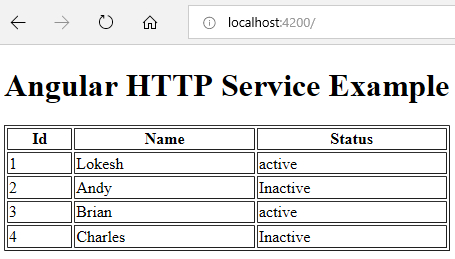 localhost:4200/
Angular HTTP Service Example
Id Name Status
1 Lokesh active
2 Andy Inactive
3 Brian active
4 Charles Inactive